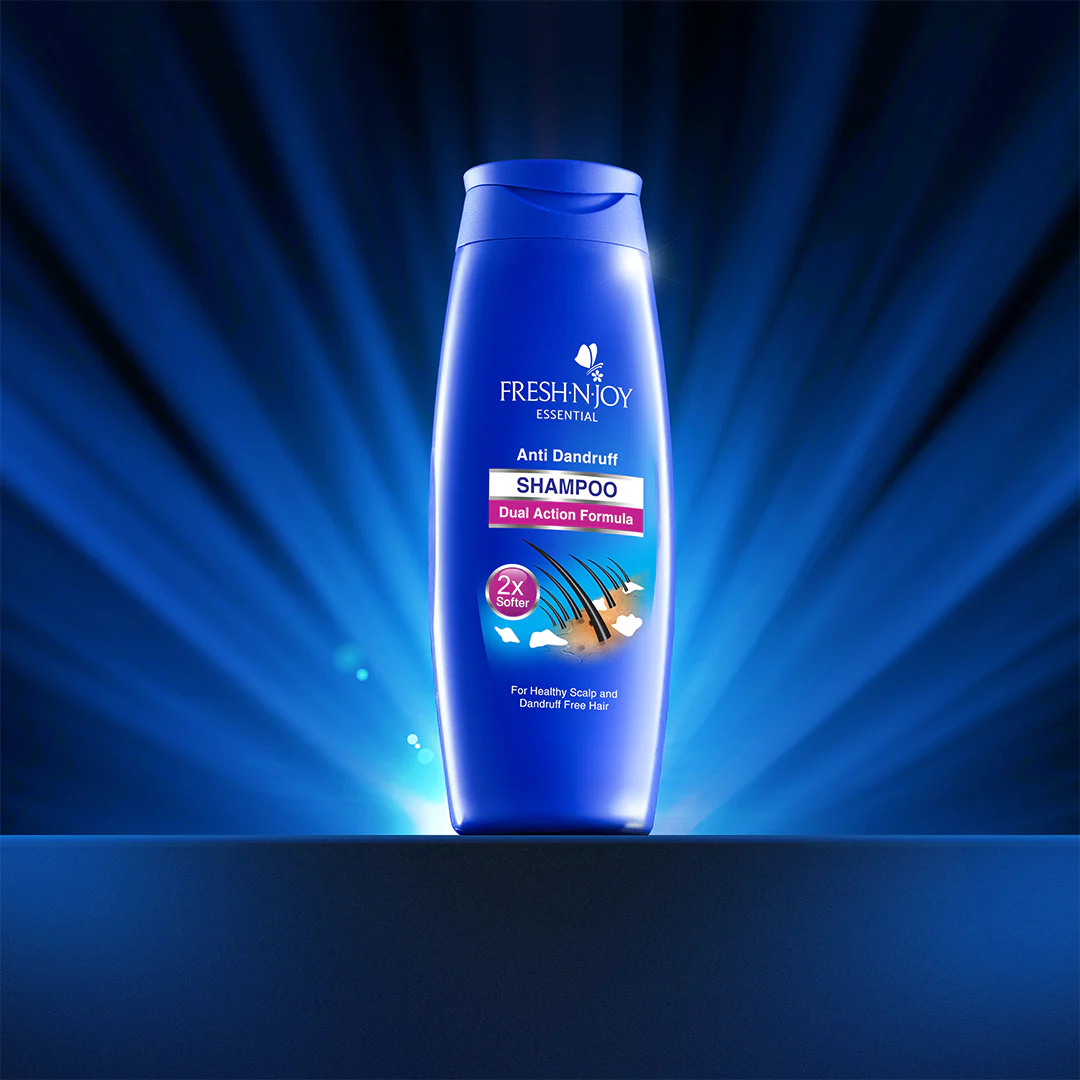 FRESH·N·JOY
ESSENTIAL
Anti Dandruff
SHAMPOO
Dual Action Formula
2x
Softer
For Healthy Scalp and
Dandruff Free Hair